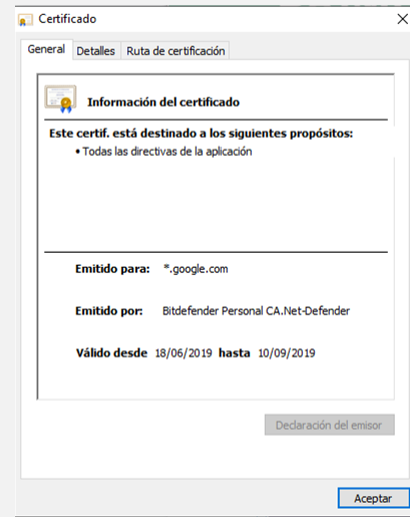 Certificado
General Detalles Ruta de certificación
Información del certificado
Este certif. está destinado a los siguientes propósitos:
• Todas las directivas de la aplicación
Emitido para: *.google.com
Emitido por: Bitdefender Personal CA.Net-Defender
Válido desde 18/06/2019 hasta 10/09/2019
Declaración del emisor
Aceptar